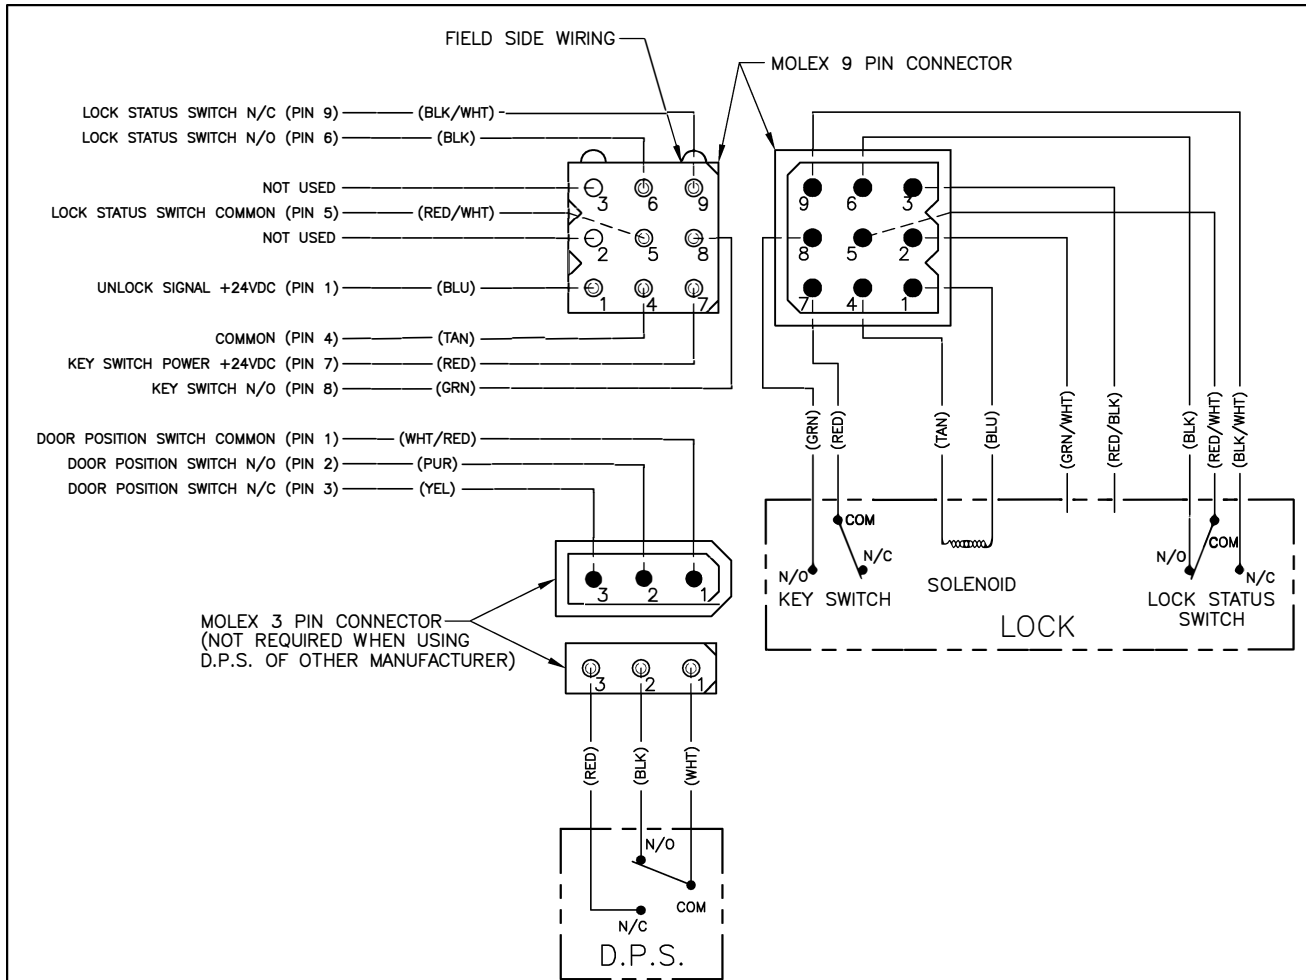 FIELD SIDE WIRING
MOLEX 9 PIN CONNECTOR
LOCK STATUS SWITCH N/C (PIN 9) (BLK/WHT)
LOCK STATUS SWITCH N/O (PIN 6) (BLK)
NOT USED
LOCK STATUS SWITCH COMMON (PIN 5) (RED/WHT)
NOT USED
UNLOCK SIGNAL +24VDC (PIN 1) (BLU)
COMMON (PIN 4) (TAN)
KEY SWITCH POWER +24VDC (PIN 7) (RED)
KEY SWITCH N/O (PIN 8) (GRN)
3 6 9
2 5 8
1 4 7
9 6 3
8 5 2
7 4 1
DOOR POSITION SWITCH COMMON (PIN 1) (WHT/RED)
DOOR POSITION SWITCH N/O (PIN 2) (PUR)
DOOR POSITION SWITCH N/C (PIN 3) (YEL)
(GRN) (RED) (TAN) (BLU) (GRN/WHT) (RED/BLK) (BLK) (RED/WHT) (BLK/WHT)
COM
N/O
N/C
KEY SWITCH
SOLENOID
COM
N/O
N/C
LOCK STATUS
SWITCH
LOCK
3 2 1
MOLEX 3 PIN CONNECTOR
(NOT REQUIRED WHEN USING
D.P.S. OF OTHER MANUFACTURER)
3 2 1
(RED) (BLK) (WHT)
N/O
COM
N/C
D.P.S.